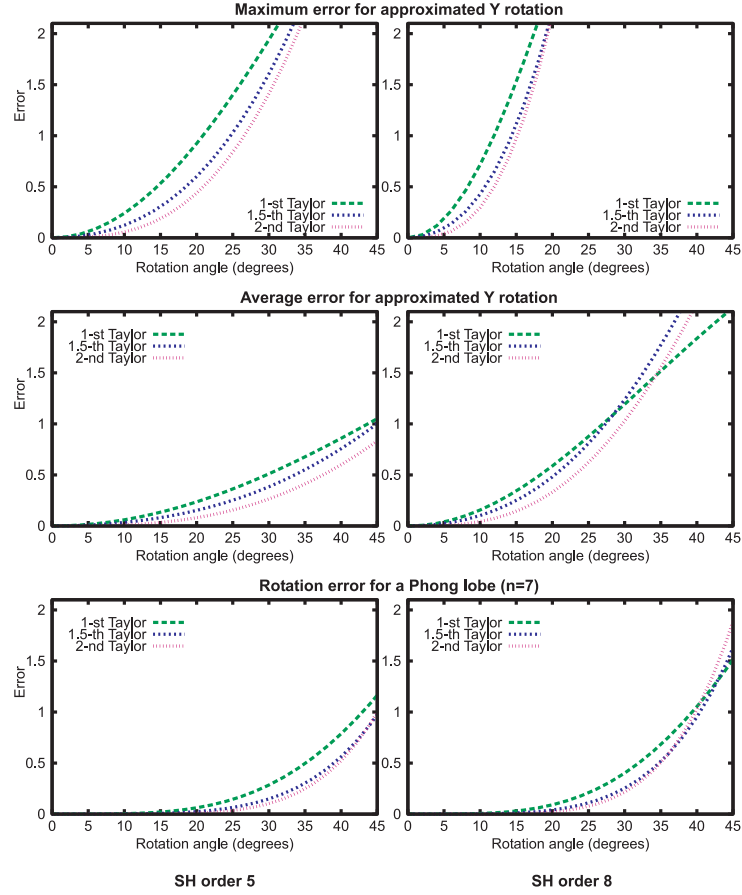 Maximum error for approximated Y rotation
2
1.5
1
0.5
0
Error
1-st Taylor
1.5-th Taylor
2-nd Taylor
0 5 10 15 20 25 30 35 40 45
Rotation angle (degrees)
2
1.5
1
0.5
0
1-st Taylor
1.5-th Taylor
2-nd Taylor
0 5 10 15 20 25 30 35 40 45
Rotation angle (degrees)
Average error for approximated Y rotation
2
1.5
1
0.5
0
Error
1-st Taylor
1.5-th Taylor
2-nd Taylor
0 5 10 15 20 25 30 35 40 45
Rotation angle (degrees)
2
1.5
1
0.5
0
1-st Taylor
1.5-th Taylor
2-nd Taylor
0 5 10 15 20 25 30 35 40 45
Rotation angle (degrees)
Rotation error for a Phong lobe (n=7)
2
1.5
1
0.5
0
Error
1-st Taylor
1.5-th Taylor
2-nd Taylor
0 5 10 15 20 25 30 35 40 45
Rotation angle (degrees)
2
1.5
1
0.5
0
1-st Taylor
1.5-th Taylor
2-nd Taylor
0 5 10 15 20 25 30 35 40 45
Rotation angle (degrees)
SH order 5
SH order 8